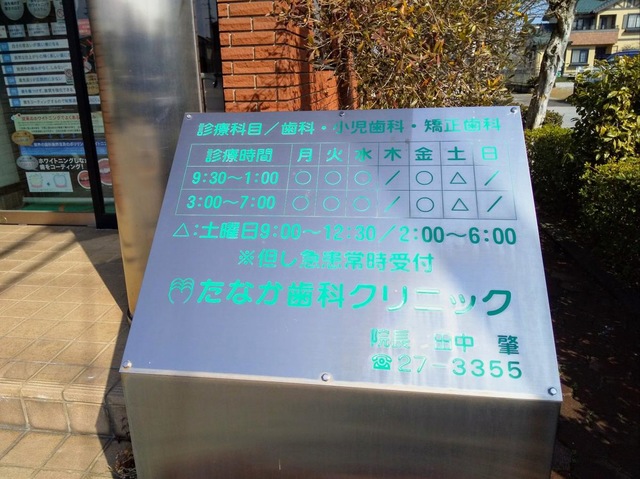 診療科目／歯科・小児歯科・矯正歯科
診療時間 月 火 水 木 金 土 日
9:30～1:00 ○ ○ ○ ／ ○ △ ／
3:00～7:00 ○ ○ ○ ／ ○ △ ／
△:土曜日9:00～12:30／2:00～6:00
※但し急患常時受付
たなか歯科クリニック
院長 田中 肇
☎27-3355